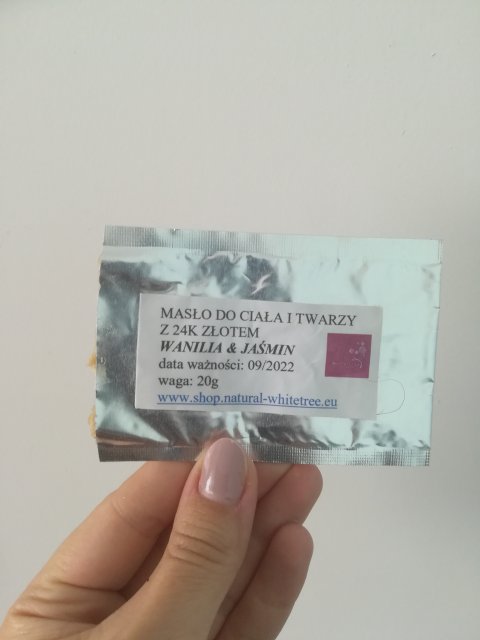 MASŁO DO CIAŁA I TWARZY
Z 24K ZŁOTEM
WANILIA & JAŚMIN
data ważności: 09/2022
waga: 20g
www.shop.natural-whitetree.eu